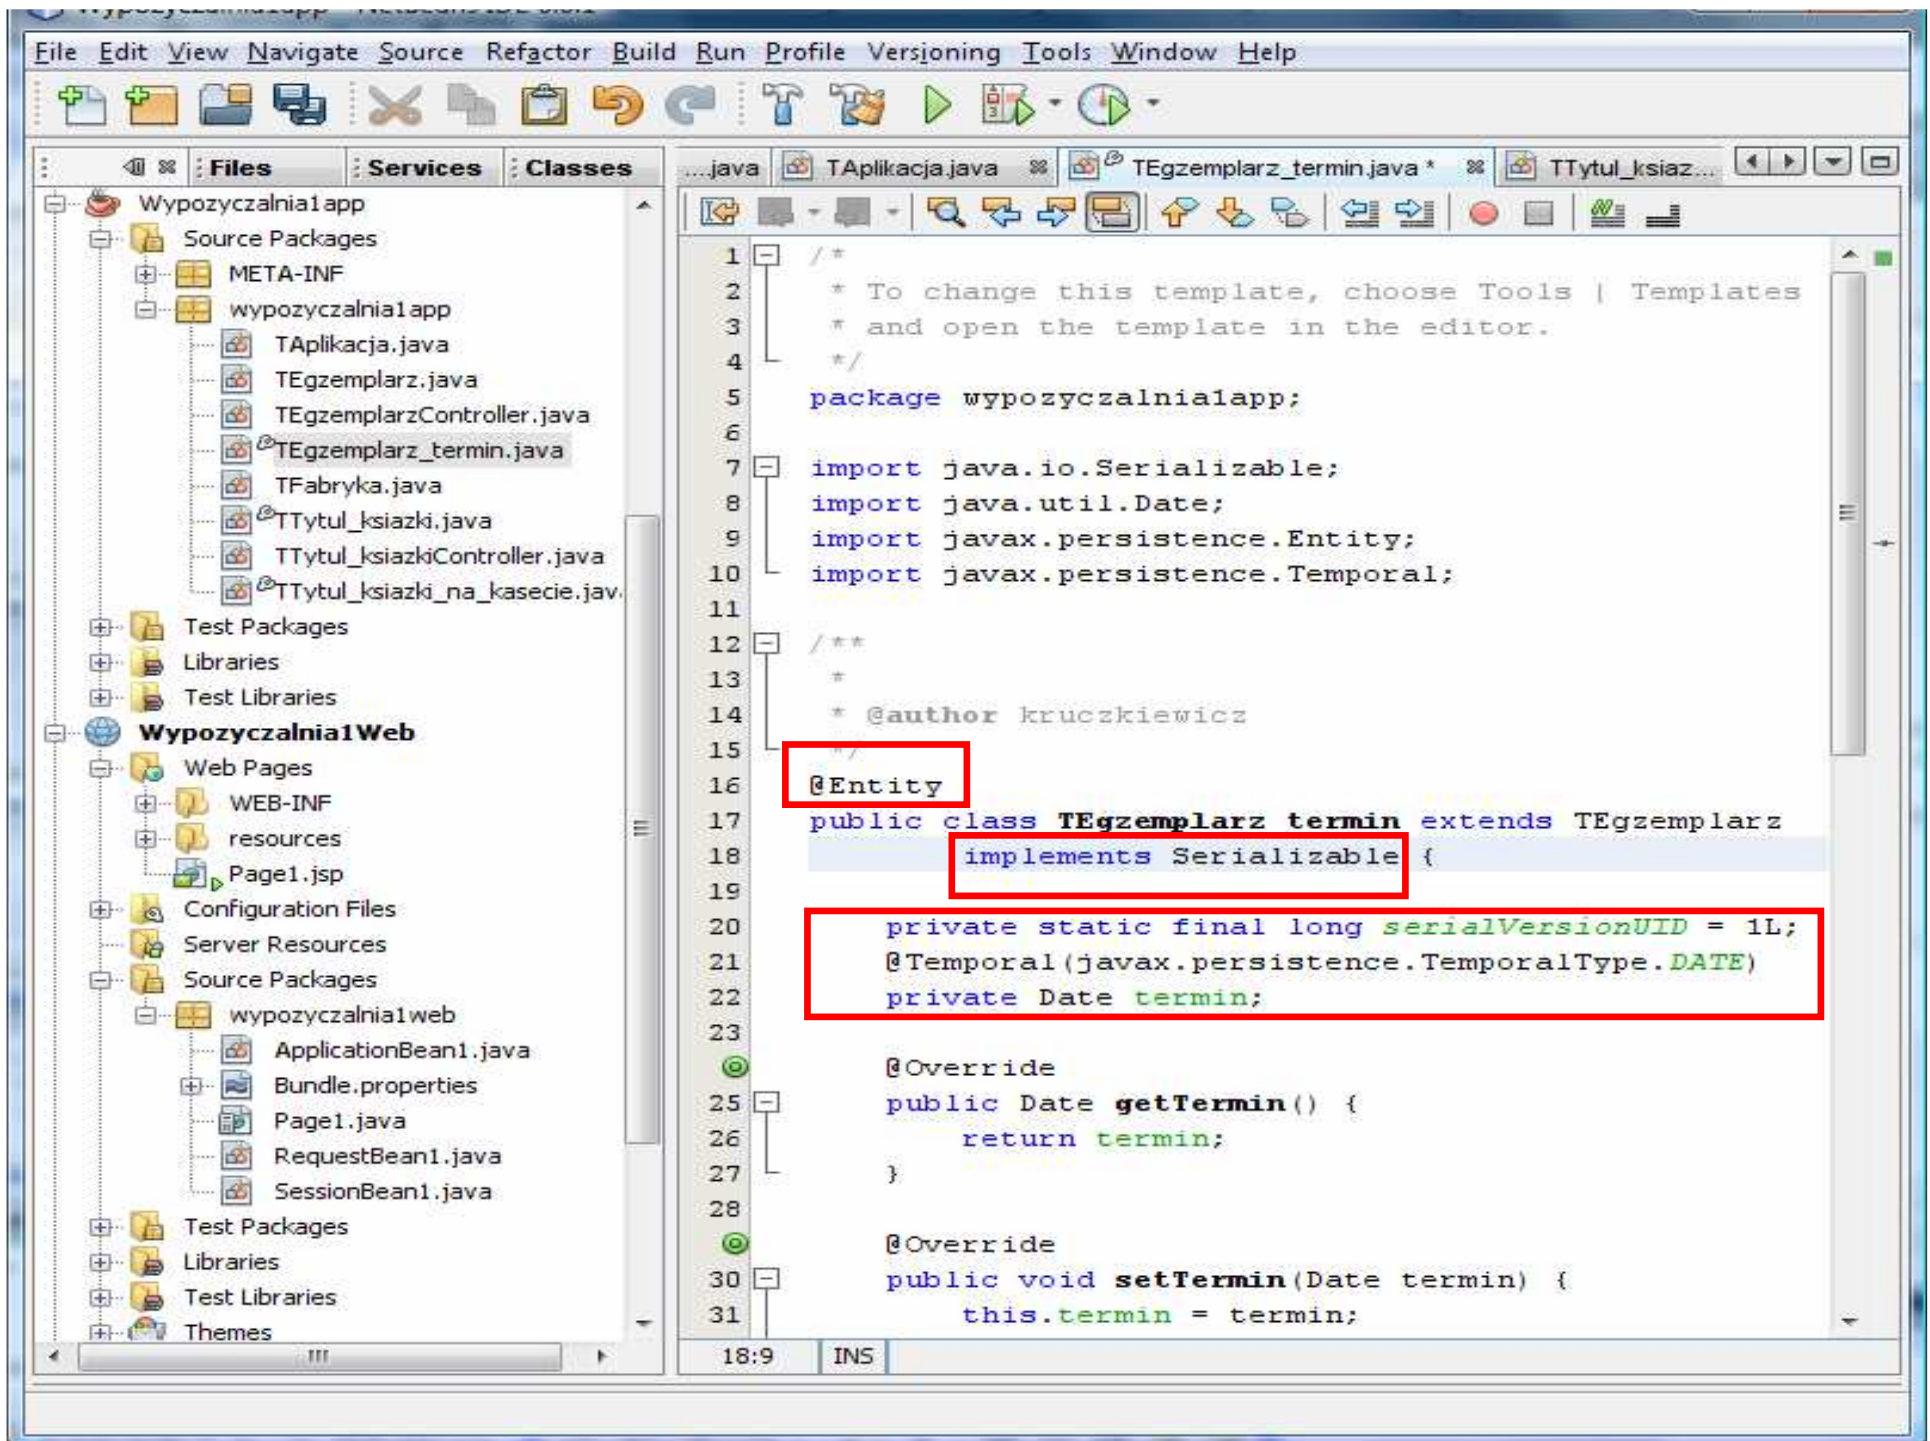 File Edit View Navigate Source Refactor Build Run Profile Versioning Tools Window Help
Files Services Classes
....java TAplikacja.java TEgzemplarz_termin.java * TTytul_ksiaz...
Wypozyczalnia1app
Source Packages
META-INF
wypozyczalnia1app
TAplikacja.java
TEgzemplarz.java
TEgzemplarzController.java
TEgzemplarz_termin.java
TFabryka.java
TTytul_ksiazki.java
TTytul_ksiazkiController.java
TTytul_ksiazki_na_kasecie.jav
Test Packages
Libraries
Test Libraries
Wypozyczalnia1Web
Web Pages
WEB-INF
resources
Page1.jsp
Configuration Files
Server Resources
Source Packages
wypozyczalnia1web
ApplicationBean1.java
Bundle.properties
Page1.java
RequestBean1.java
SessionBean1.java
Test Packages
Libraries
Test Libraries
Themes
1 /*
2 * To change this template, choose Tools | Templates
3 * and open the template in the editor.
4 */
5 package wypozyczalnia1app;
6
7 import java.io.Serializable;
8 import java.util.Date;
9 import javax.persistence.Entity;
10 import javax.persistence.Temporal;
11
12 /**
13 *
14 * @author kruczkiewicz
15 */
16 @Entity
17 public class TEgzemplarz_termin extends TEgzemplarz
18 implements Serializable {
19
20 private static final long serialVersionUID = 1L;
21 @Temporal(javax.persistence.TemporalType.DATE)
22 private Date termin;
23
@Override
25 public Date getTermin() {
26 return termin;
27 }
28
@Override
30 public void setTermin(Date termin) {
31 this.termin = termin;
18:9 INS